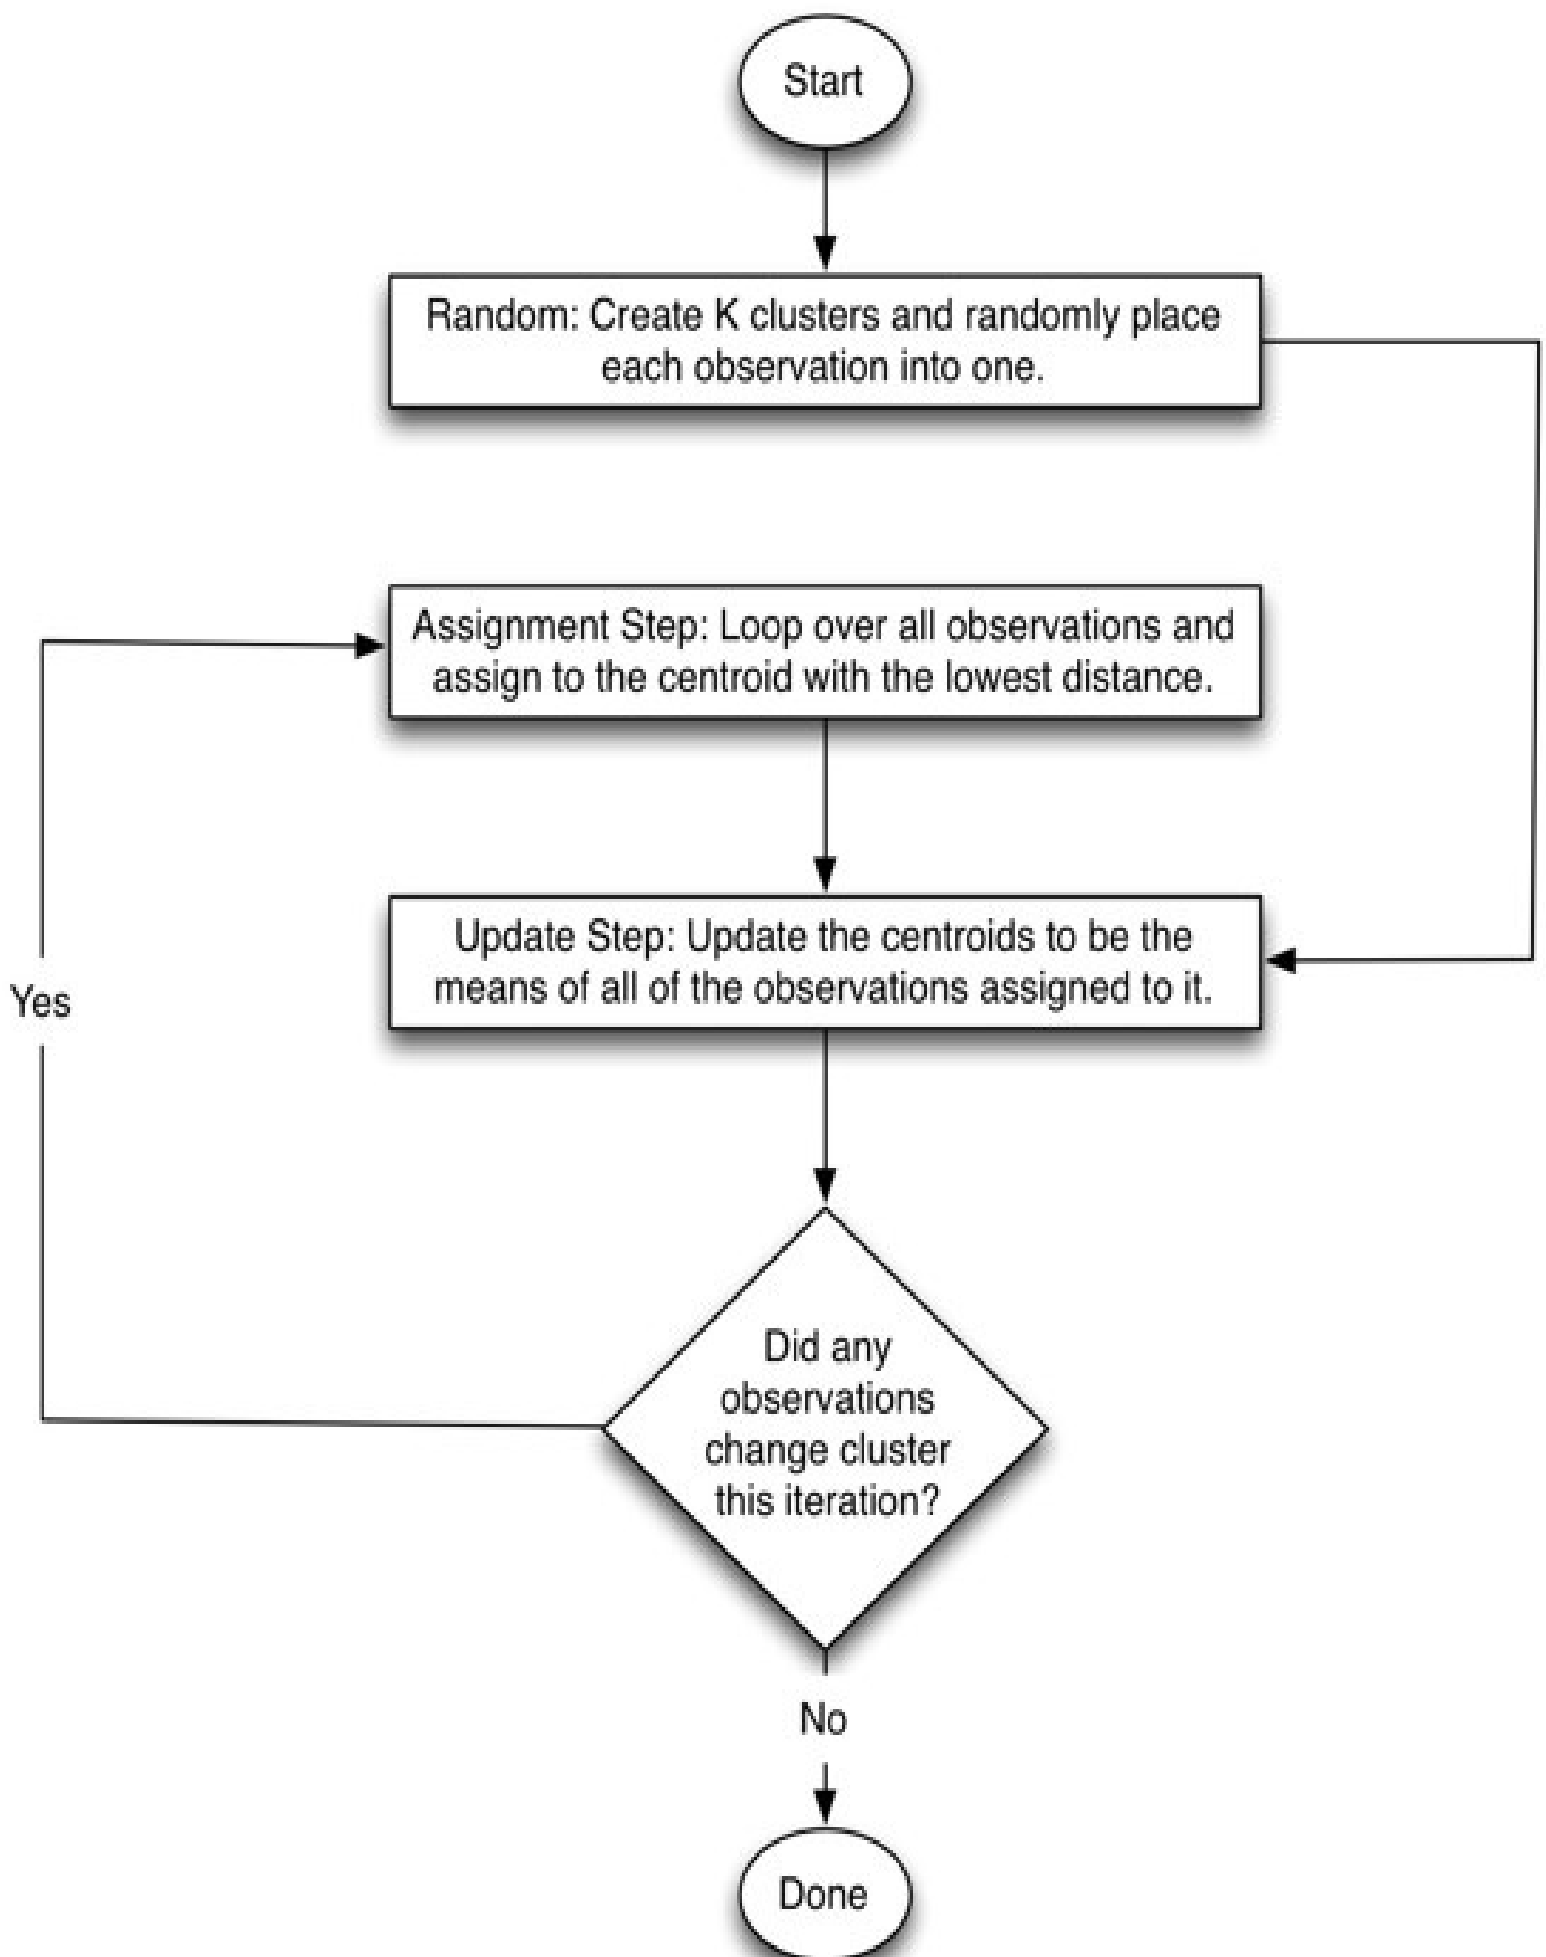 Start
Random: Create K clusters and randomly place
each observation into one.
Assignment Step: Loop over all observations and
assign to the centroid with the lowest distance.
Update Step: Update the centroids to be the
means of all of the observations assigned to it.
Yes
Did any
observations
change cluster
this iteration?
No
Done